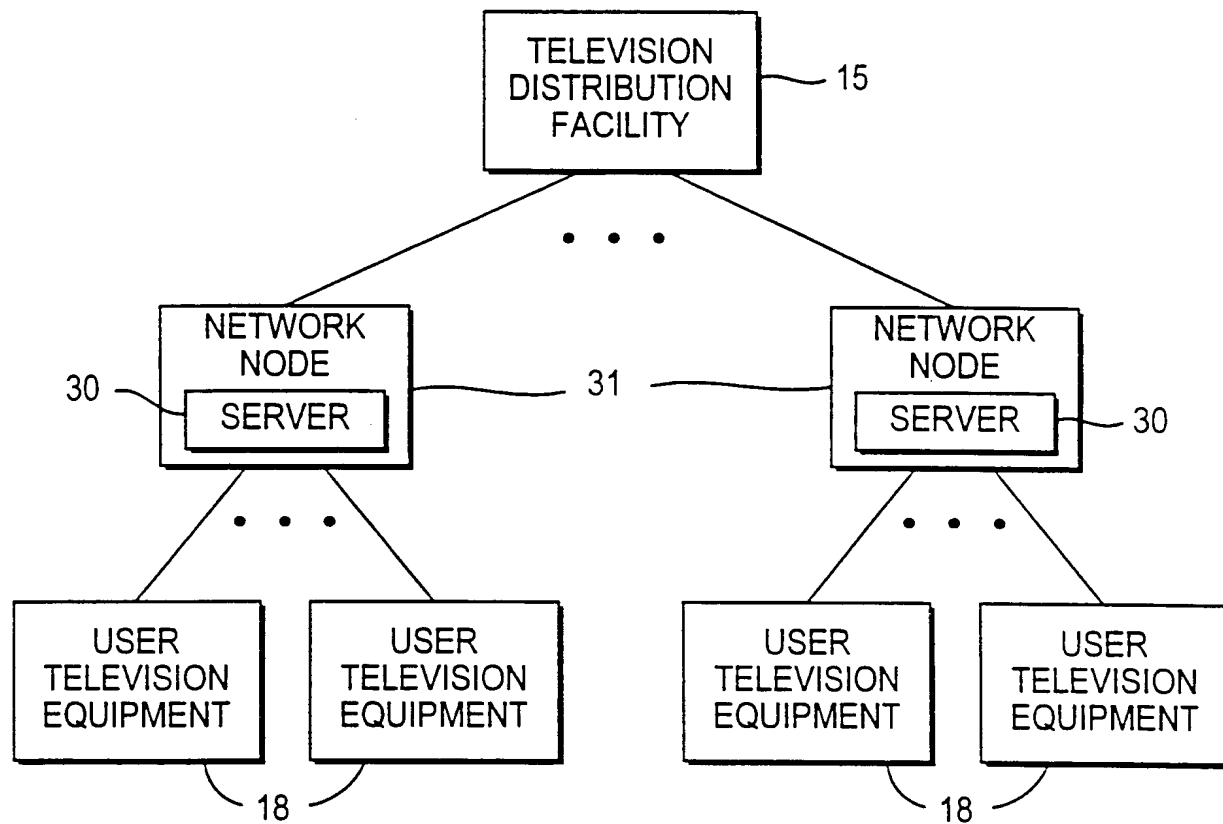 TELEVISION
DISTRIBUTION
FACILITY
15
NETWORK
NODE
SERVER
30
31
NETWORK
NODE
SERVER
30
USER
TELEVISION
EQUIPMENT
USER
TELEVISION
EQUIPMENT
USER
TELEVISION
EQUIPMENT
USER
TELEVISION
EQUIPMENT
18
18